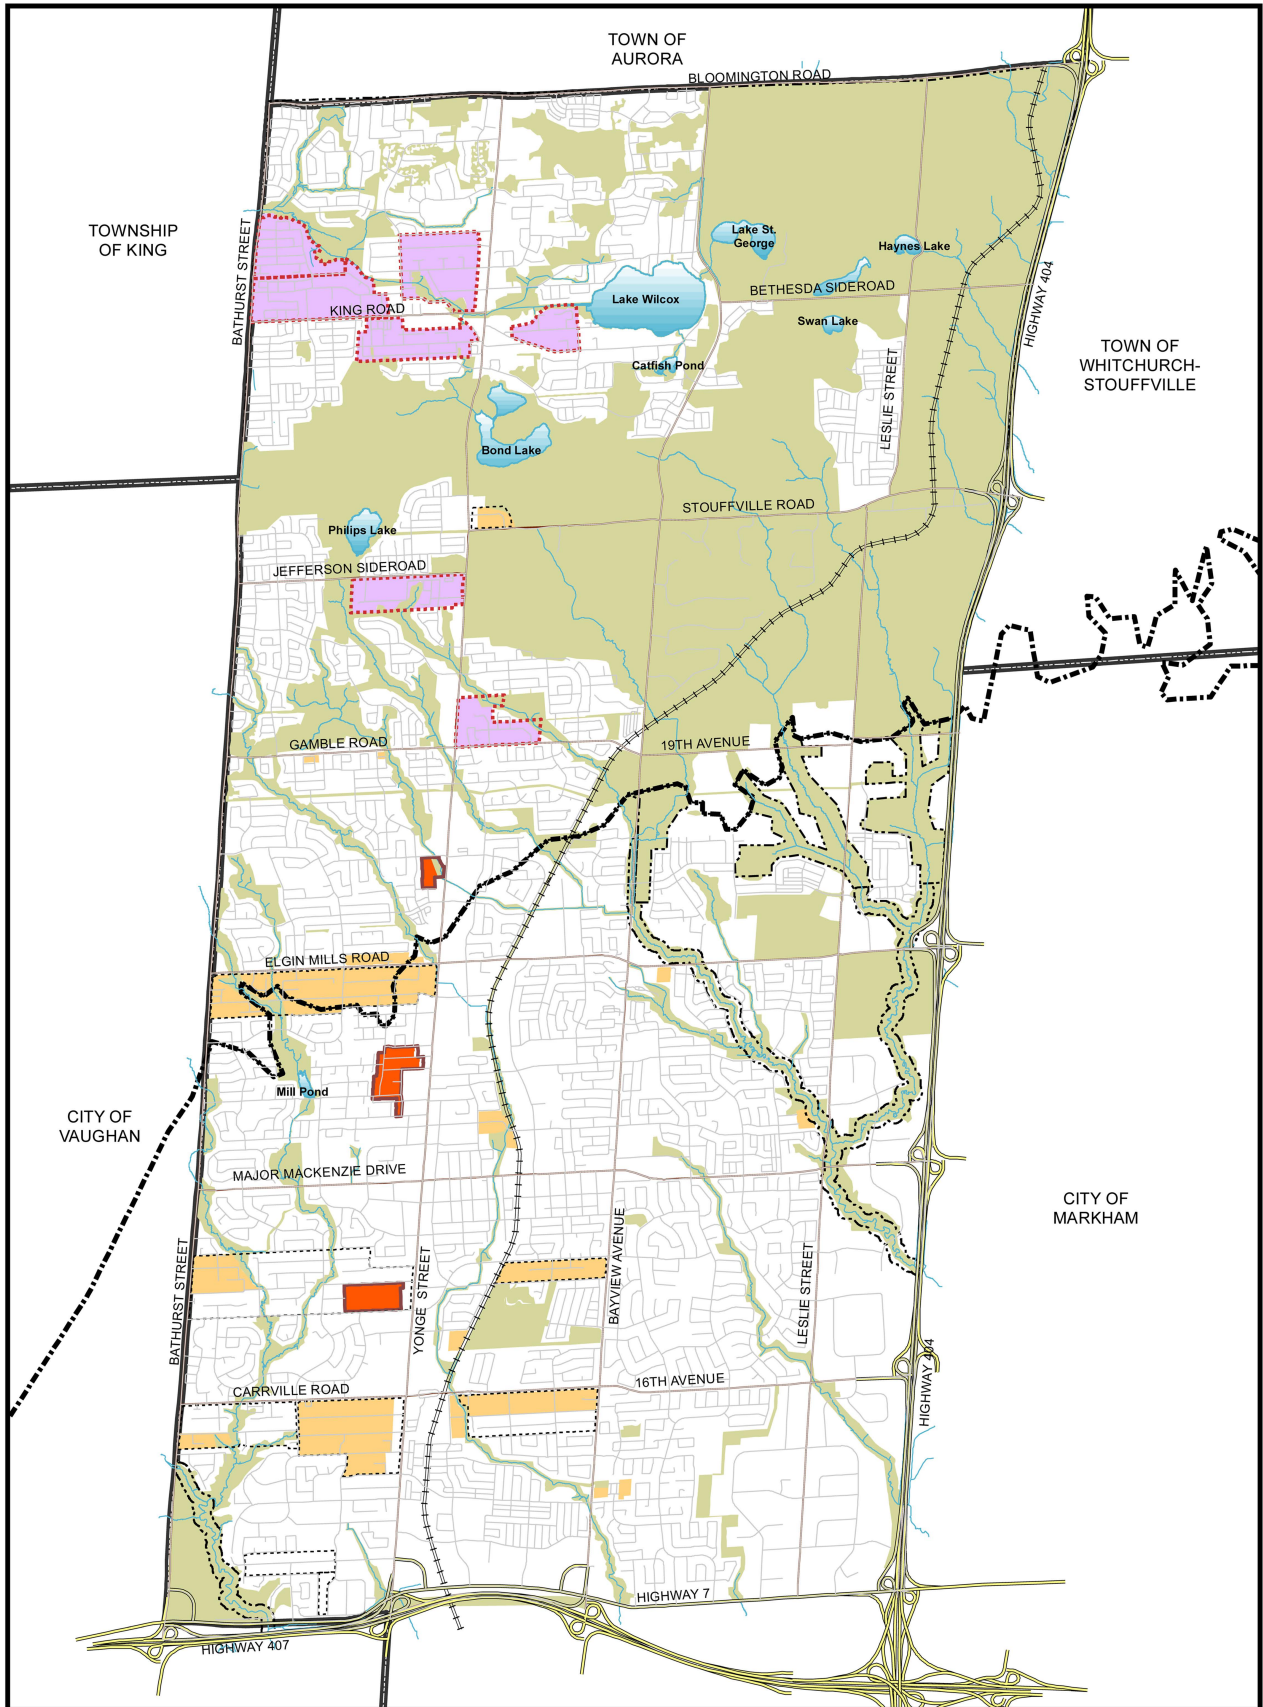 TOWN OF
AURORA
BLOOMINGTON ROAD
TOWNSHIP
OF KING
BATHURST STREET
Lake St.
George
Haynes Lake
BETHESDA SIDEROAD
HIGHWAY 404
Lake Wilcox
KING ROAD
Swan Lake
TOWN OF
WHITCHURCH-
STOUFFVILLE
Catfish Pond
LESLIE STREET
Bond Lake
STOUFFVILLE ROAD
Philips Lake
JEFFERSON SIDEROAD
GAMBLE ROAD
19TH AVENUE
ELGIN MILLS ROAD
Mill Pond
CITY OF
VAUGHAN
MAJOR MACKENZIE DRIVE
CITY OF
MARKHAM
BATHURST STREET
YONGE STREET
BAYVIEW AVENUE
LESLIE STREET
HIGHWAY 404
CARRVILLE ROAD
16TH AVENUE
HIGHWAY 7
HIGHWAY 407